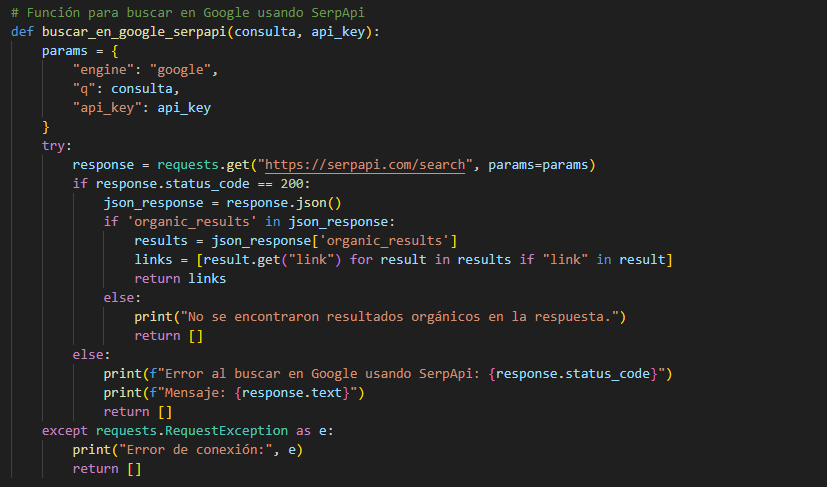 # Función para buscar en Google usando SerpApi
def buscar_en_google_serpapi(consulta, api_key):
    params = {
        "engine": "google",
        "q": consulta,
        "api_key": api_key
    }
    try:
        response = requests.get("https://serpapi.com/search", params=params)
        if response.status_code == 200:
            json_response = response.json()
            if 'organic_results' in json_response:
                results = json_response['organic_results']
                links = [result.get("link") for result in results if "link" in result]
                return links
            else:
                print("No se encontraron resultados orgánicos en la respuesta.")
                return []
        else:
            print(f"Error al buscar en Google usando SerpApi: {response.status_code}")
            print(f"Mensaje: {response.text}")
            return []
    except requests.RequestException as e:
        print("Error de conexión:", e)
        return []